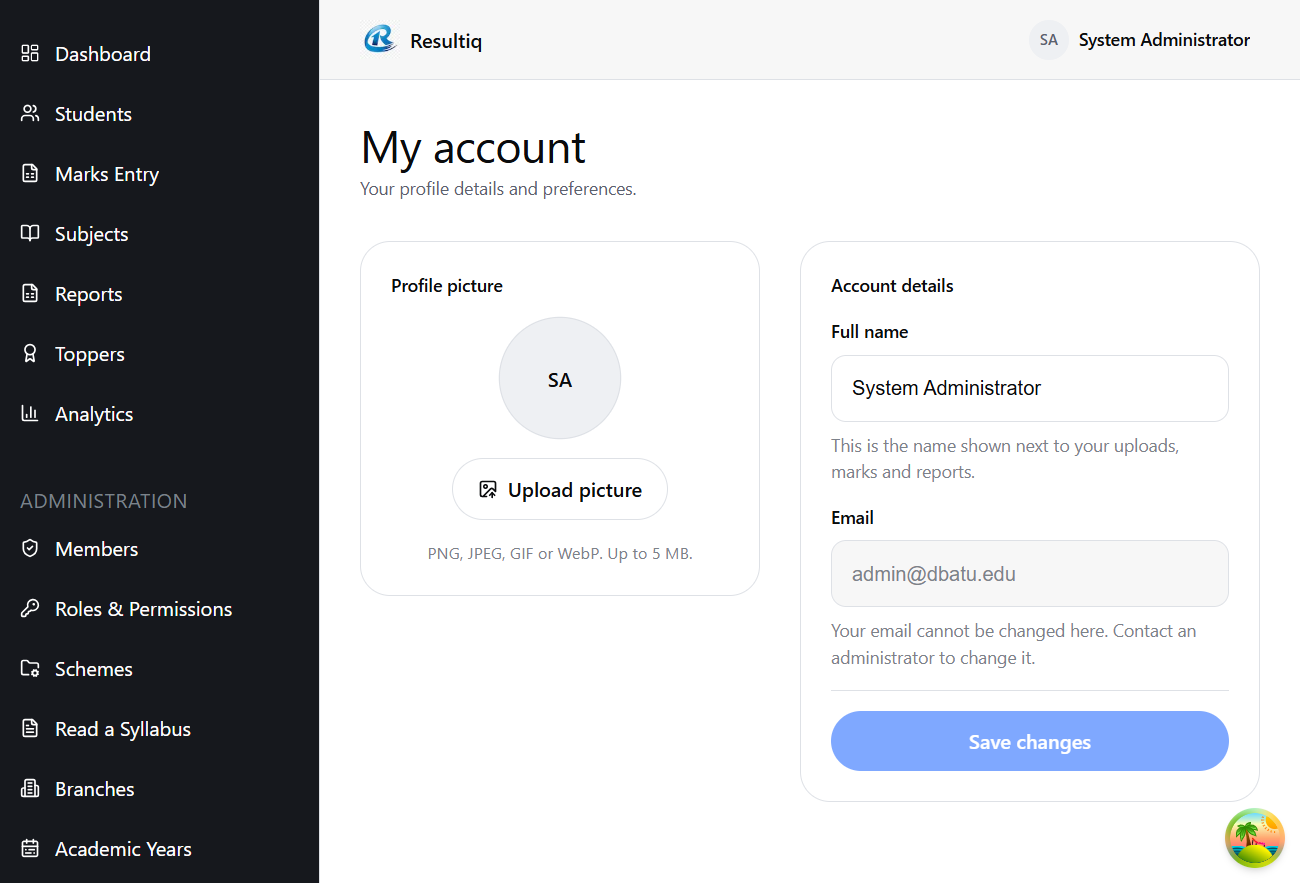 Dashboard
Students
Marks Entry
Subjects
Reports
Toppers
Analytics
ADMINISTRATION
Members
Roles & Permissions
Schemes
Read a Syllabus
Branches
Academic Years
Resultiq
SA
System Administrator
My account
Your profile details and preferences.
Profile picture
SA
Upload picture
PNG, JPEG, GIF or WebP. Up to 5 MB.
Account details
Full name
System Administrator
This is the name shown next to your uploads,
marks and reports.
Email
admin@dbatu.edu
Your email cannot be changed here. Contact an
administrator to change it.
Save changes